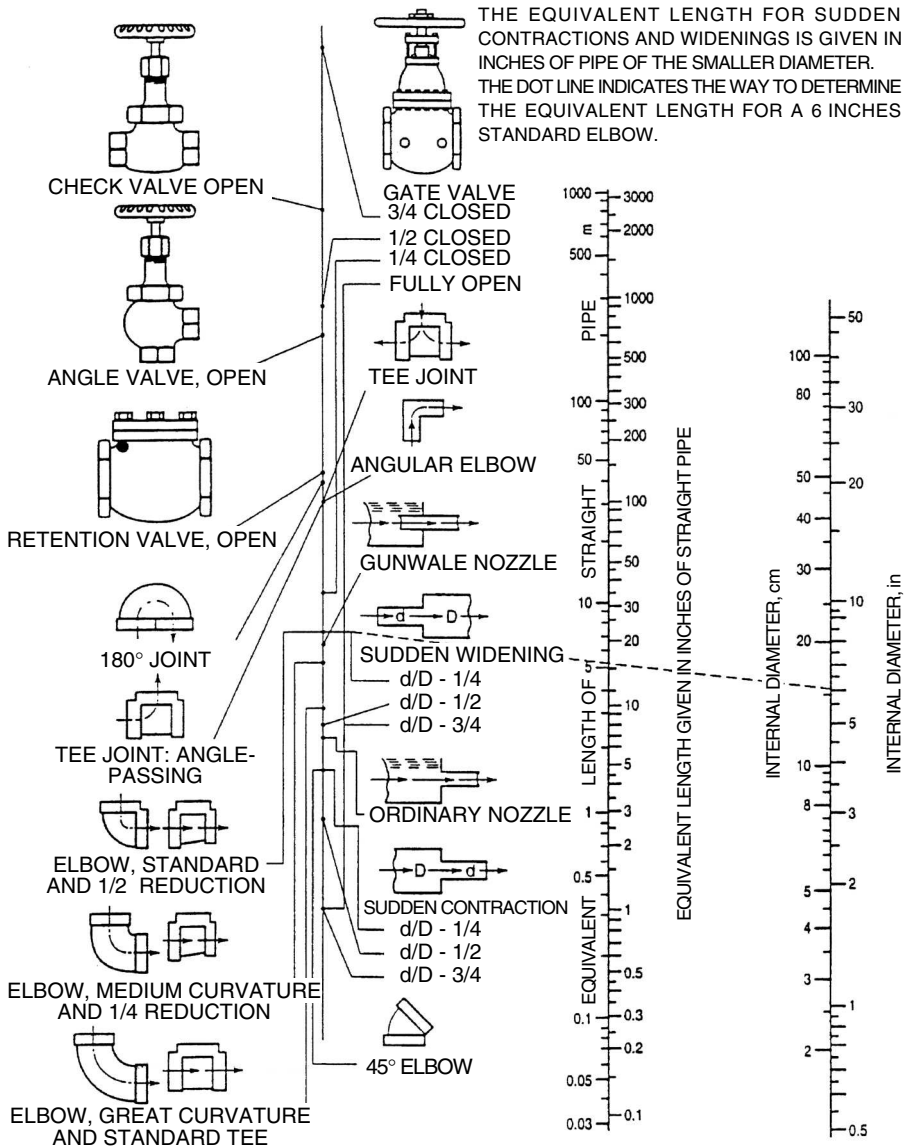 THE EQUIVALENT LENGTH FOR SUDDEN
CONTRACTIONS AND WIDENINGS IS GIVEN IN
INCHES OF PIPE OF THE SMALLER DIAMETER.
THE DOT LINE INDICATES THE WAY TO DETERMINE
THE EQUIVALENT LENGTH FOR A 6 INCHES
STANDARD ELBOW.
CHECK VALVE OPEN
ANGLE VALVE, OPEN
RETENTION VALVE, OPEN
180° JOINT
TEE JOINT: ANGLE-
PASSING
ELBOW, STANDARD
AND 1/2 REDUCTION
ELBOW, MEDIUM CURVATURE
AND 1/4 REDUCTION
ELBOW, GREAT CURVATURE
AND STANDARD TEE
GATE VALVE
3/4 CLOSED
1/2 CLOSED
1/4 CLOSED
FULLY OPEN
TEE JOINT
ANGULAR ELBOW
GUNWALE NOZZLE
d D
SUDDEN WIDENING
d/D - 1/4
d/D - 1/2
d/D - 3/4
ORDINARY NOZZLE
D d
SUDDEN CONTRACTION
d/D - 1/4
d/D - 1/2
d/D - 3/4
45° ELBOW
EQUIVALENT LENGTH OF STRAIGHT PIPE m
1000
500
100
50
10
5
1
0.5
0.1
0.05
0.03
3000
2000
1000
500
300
200
100
50
30
20
10
5
3
2
1
0.5
0.3
0.2
0.1
EQUIVALENT LENGTH GIVEN IN INCHES OF STRAIGHT PIPE
INTERNAL DIAMETER, cm
100
80
50
40
30
20
10
8
5
4
3
2
50
30
20
10
5
3
2
1
0.5
INTERNAL DIAMETER, in